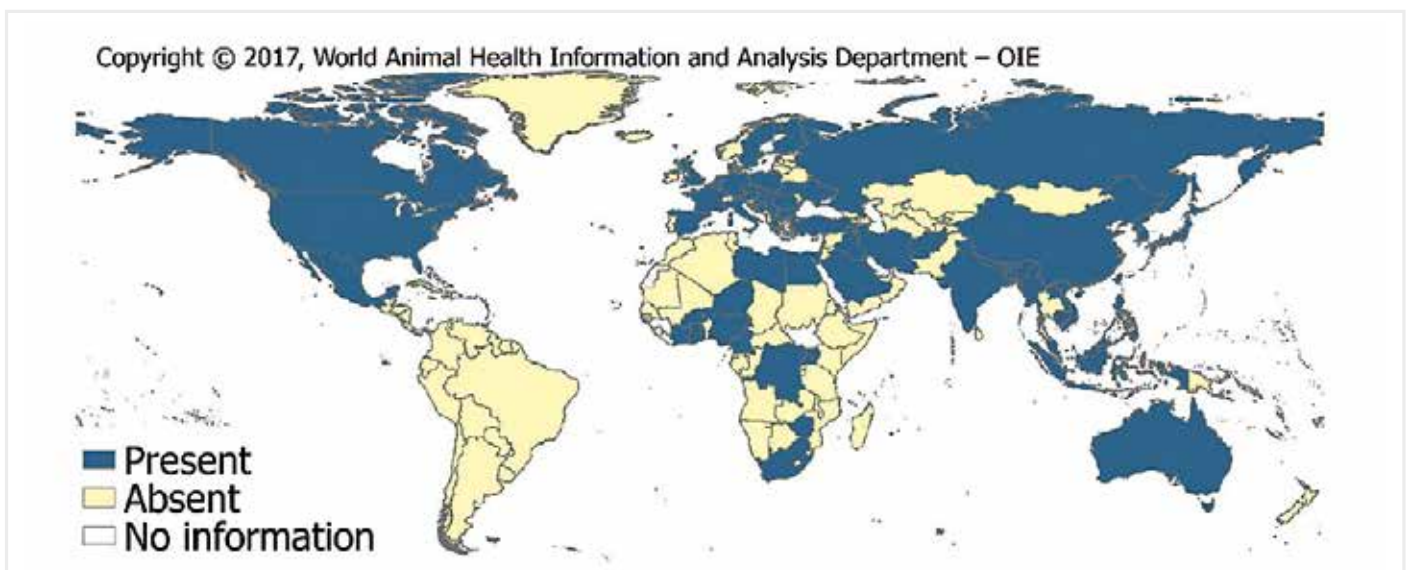 Copyright © 2017, World Animal Health Information and Analysis Department – OIE
Present
Absent
No information